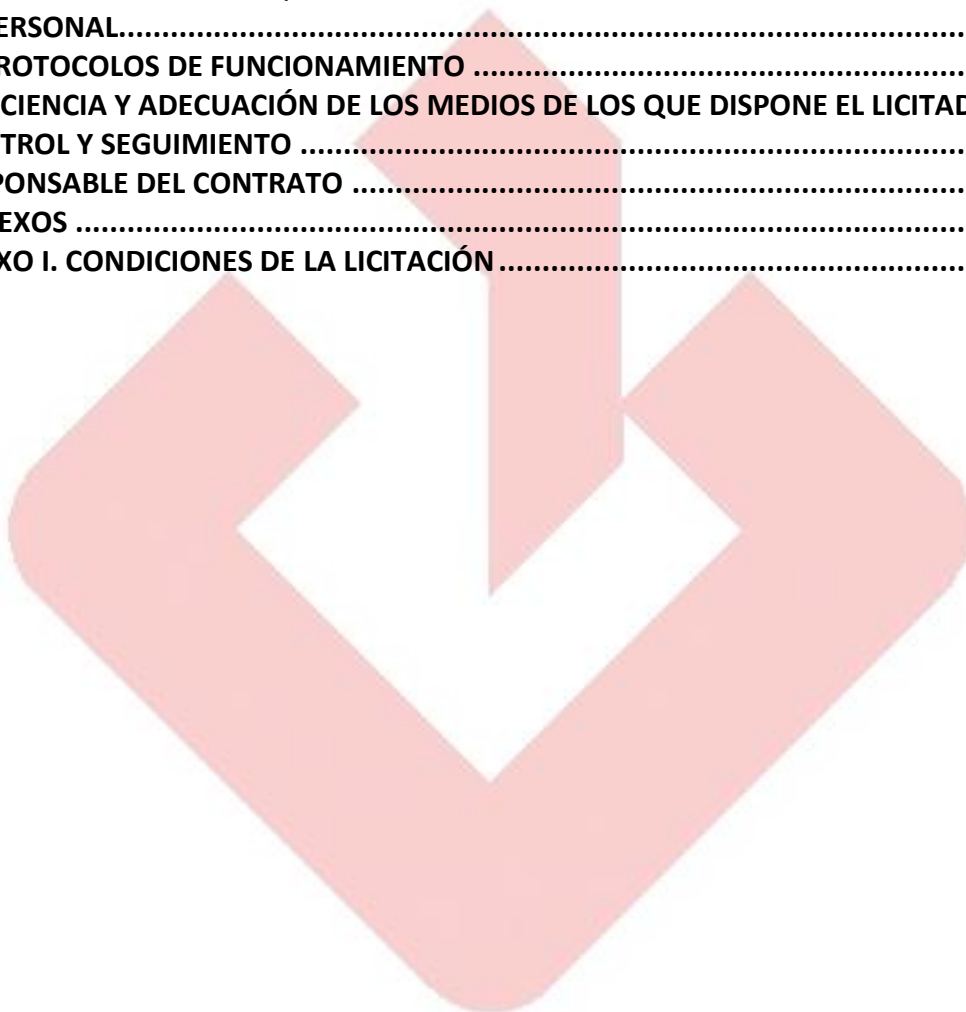 ERSONAL..........................................................................................................
ROTOCOLOS DE FUNCIONAMIENTO ..........................................................
CIENCIA Y ADECUACIÓN DE LOS MEDIOS DE LOS QUE DISPONE EL LICITAD
TROL Y SEGUIMIENTO ..............................................................................
PONSABLE DEL CONTRATO ........................................................................
EXOS .........................................................................................................
XO I. CONDICIONES DE LA LICITACIÓN ......................................................